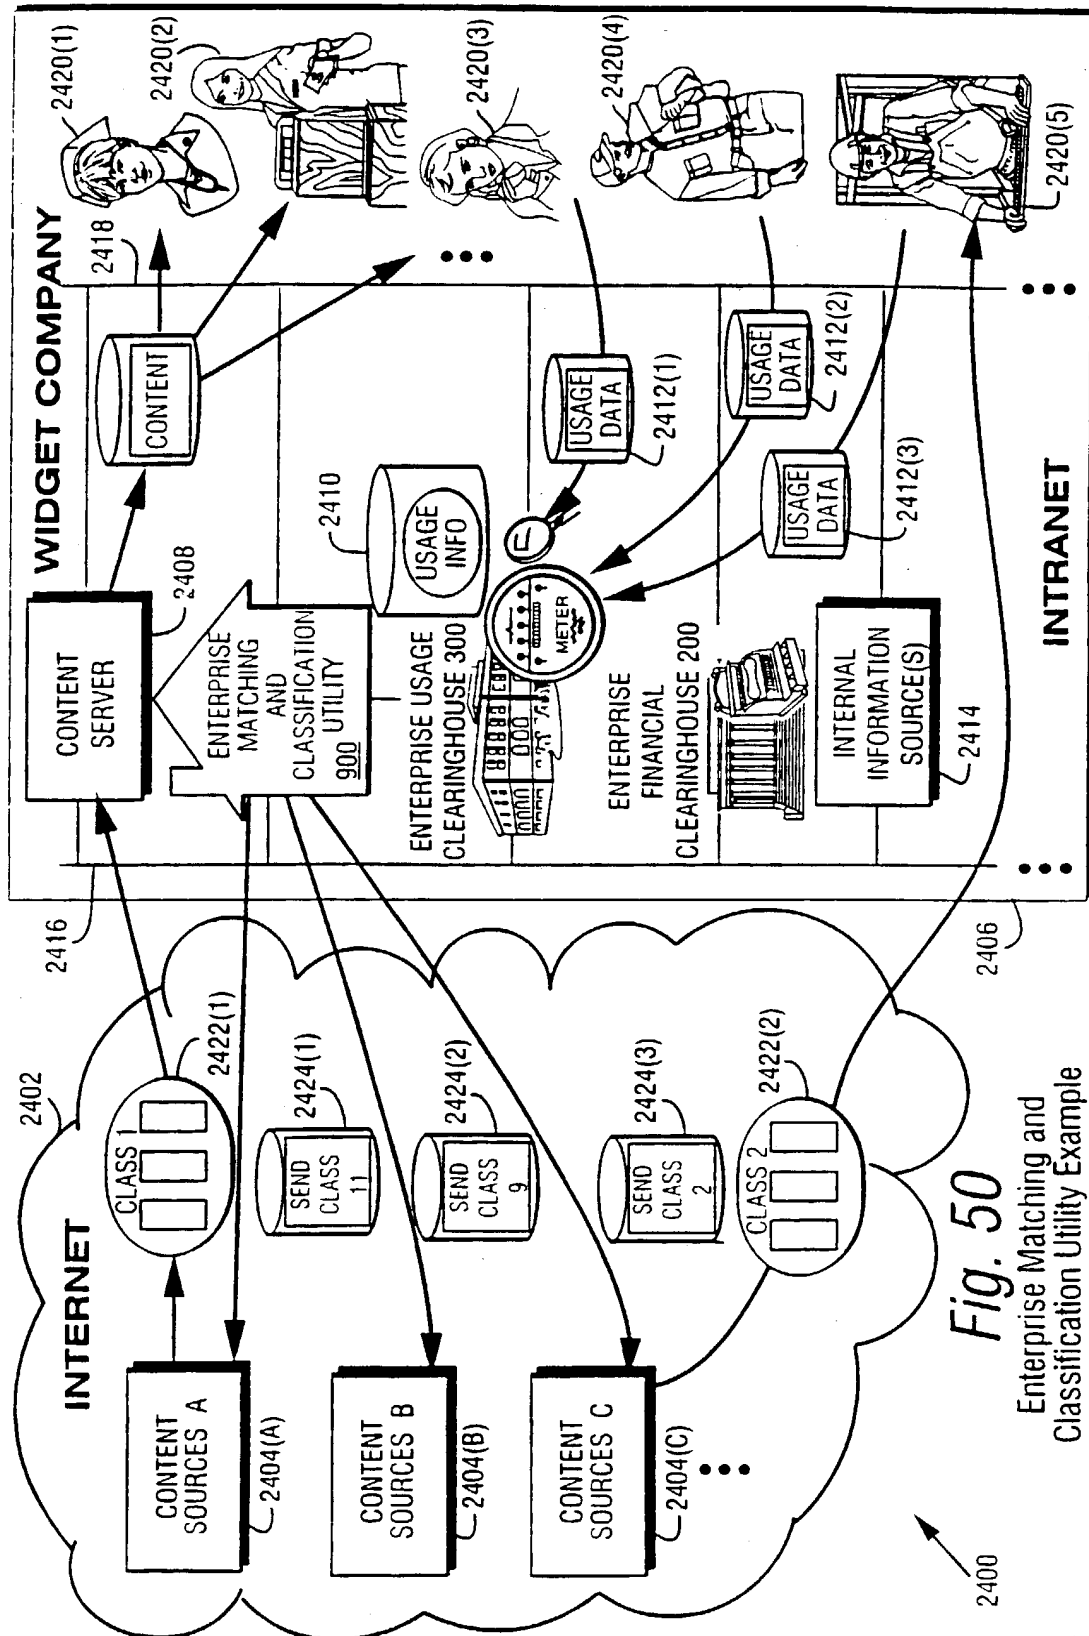 INTERNET
2402
CONTENT
SOURCES A
2404(A)
CLASS 1
2422(1)
CONTENT
SOURCES B
2404(B)
SEND
CLASS
11
2424(1)
SEND
CLASS
9
2424(2)
CONTENT
SOURCES C
2404(C)
SEND
CLASS
2
2424(3)
CLASS 2
2422(2)
2400
WIDGET COMPANY
2416
2418
CONTENT
SERVER
2408
CONTENT
ENTERPRISE
MATCHING
AND
CLASSIFICATION
UTILITY
900
2410
USAGE
INFO
ENTERPRISE USAGE
CLEARINGHOUSE 300
METER
USAGE
DATA
2412(1)
ENTERPRISE
FINANCIAL
CLEARINGHOUSE 200
USAGE
DATA
2412(2)
USAGE
DATA
2412(3)
INTERNAL
INFORMATION
SOURCE(S)
2414
2406
INTRANET
2420(1)
2420(2)
2420(3)
2420(4)
2420(5)
Fig. 50
Enterprise Matching and
Classification Utility Example